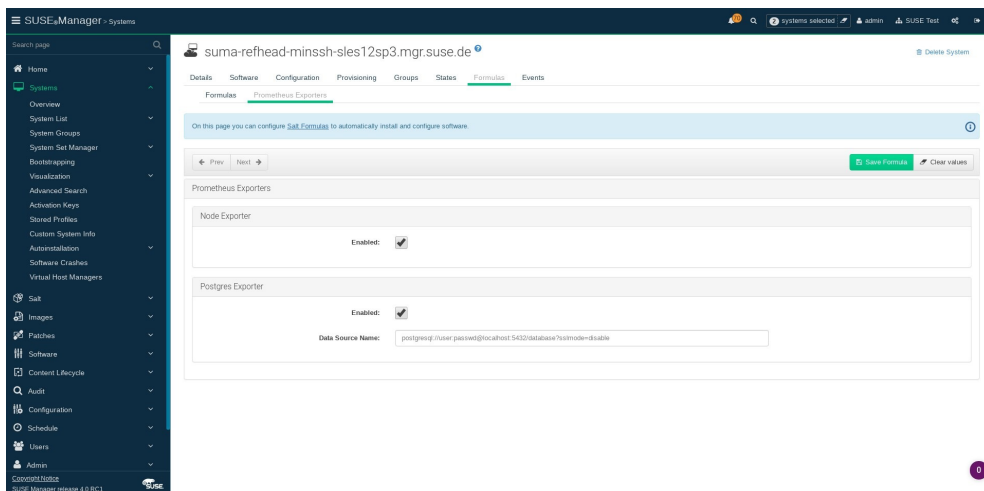 SUSE®Manager > Systems
20
2 systems selected
admin
SUSE Test
Search page
Home
Systems
Overview
System List
System Groups
System Set Manager
Bootstrapping
Visualization
Advanced Search
Activation Keys
Stored Profiles
Custom System Info
Autoinstallation
Software Crashes
Virtual Host Managers
Salt
Images
Patches
Software
Content Lifecycle
Audit
Configuration
Schedule
Users
Admin
Copyright Notice
SUSE Manager release 4.0 RC1
SUSE
suma-refhead-minssh-sles12sp3.mgr.suse.de ?
Delete System
Details Software Configuration Provisioning Groups States Formulas Events
Formulas Prometheus Exporters
On this page you can configure Salt Formulas to automatically install and configure software.
Prev Next
Save Formula Clear values
Prometheus Exporters
Node Exporter
Enabled:
Postgres Exporter
Enabled:
Data Source Name: postgresql://user:passwd@localhost:5432/database?sslmode=disable
0